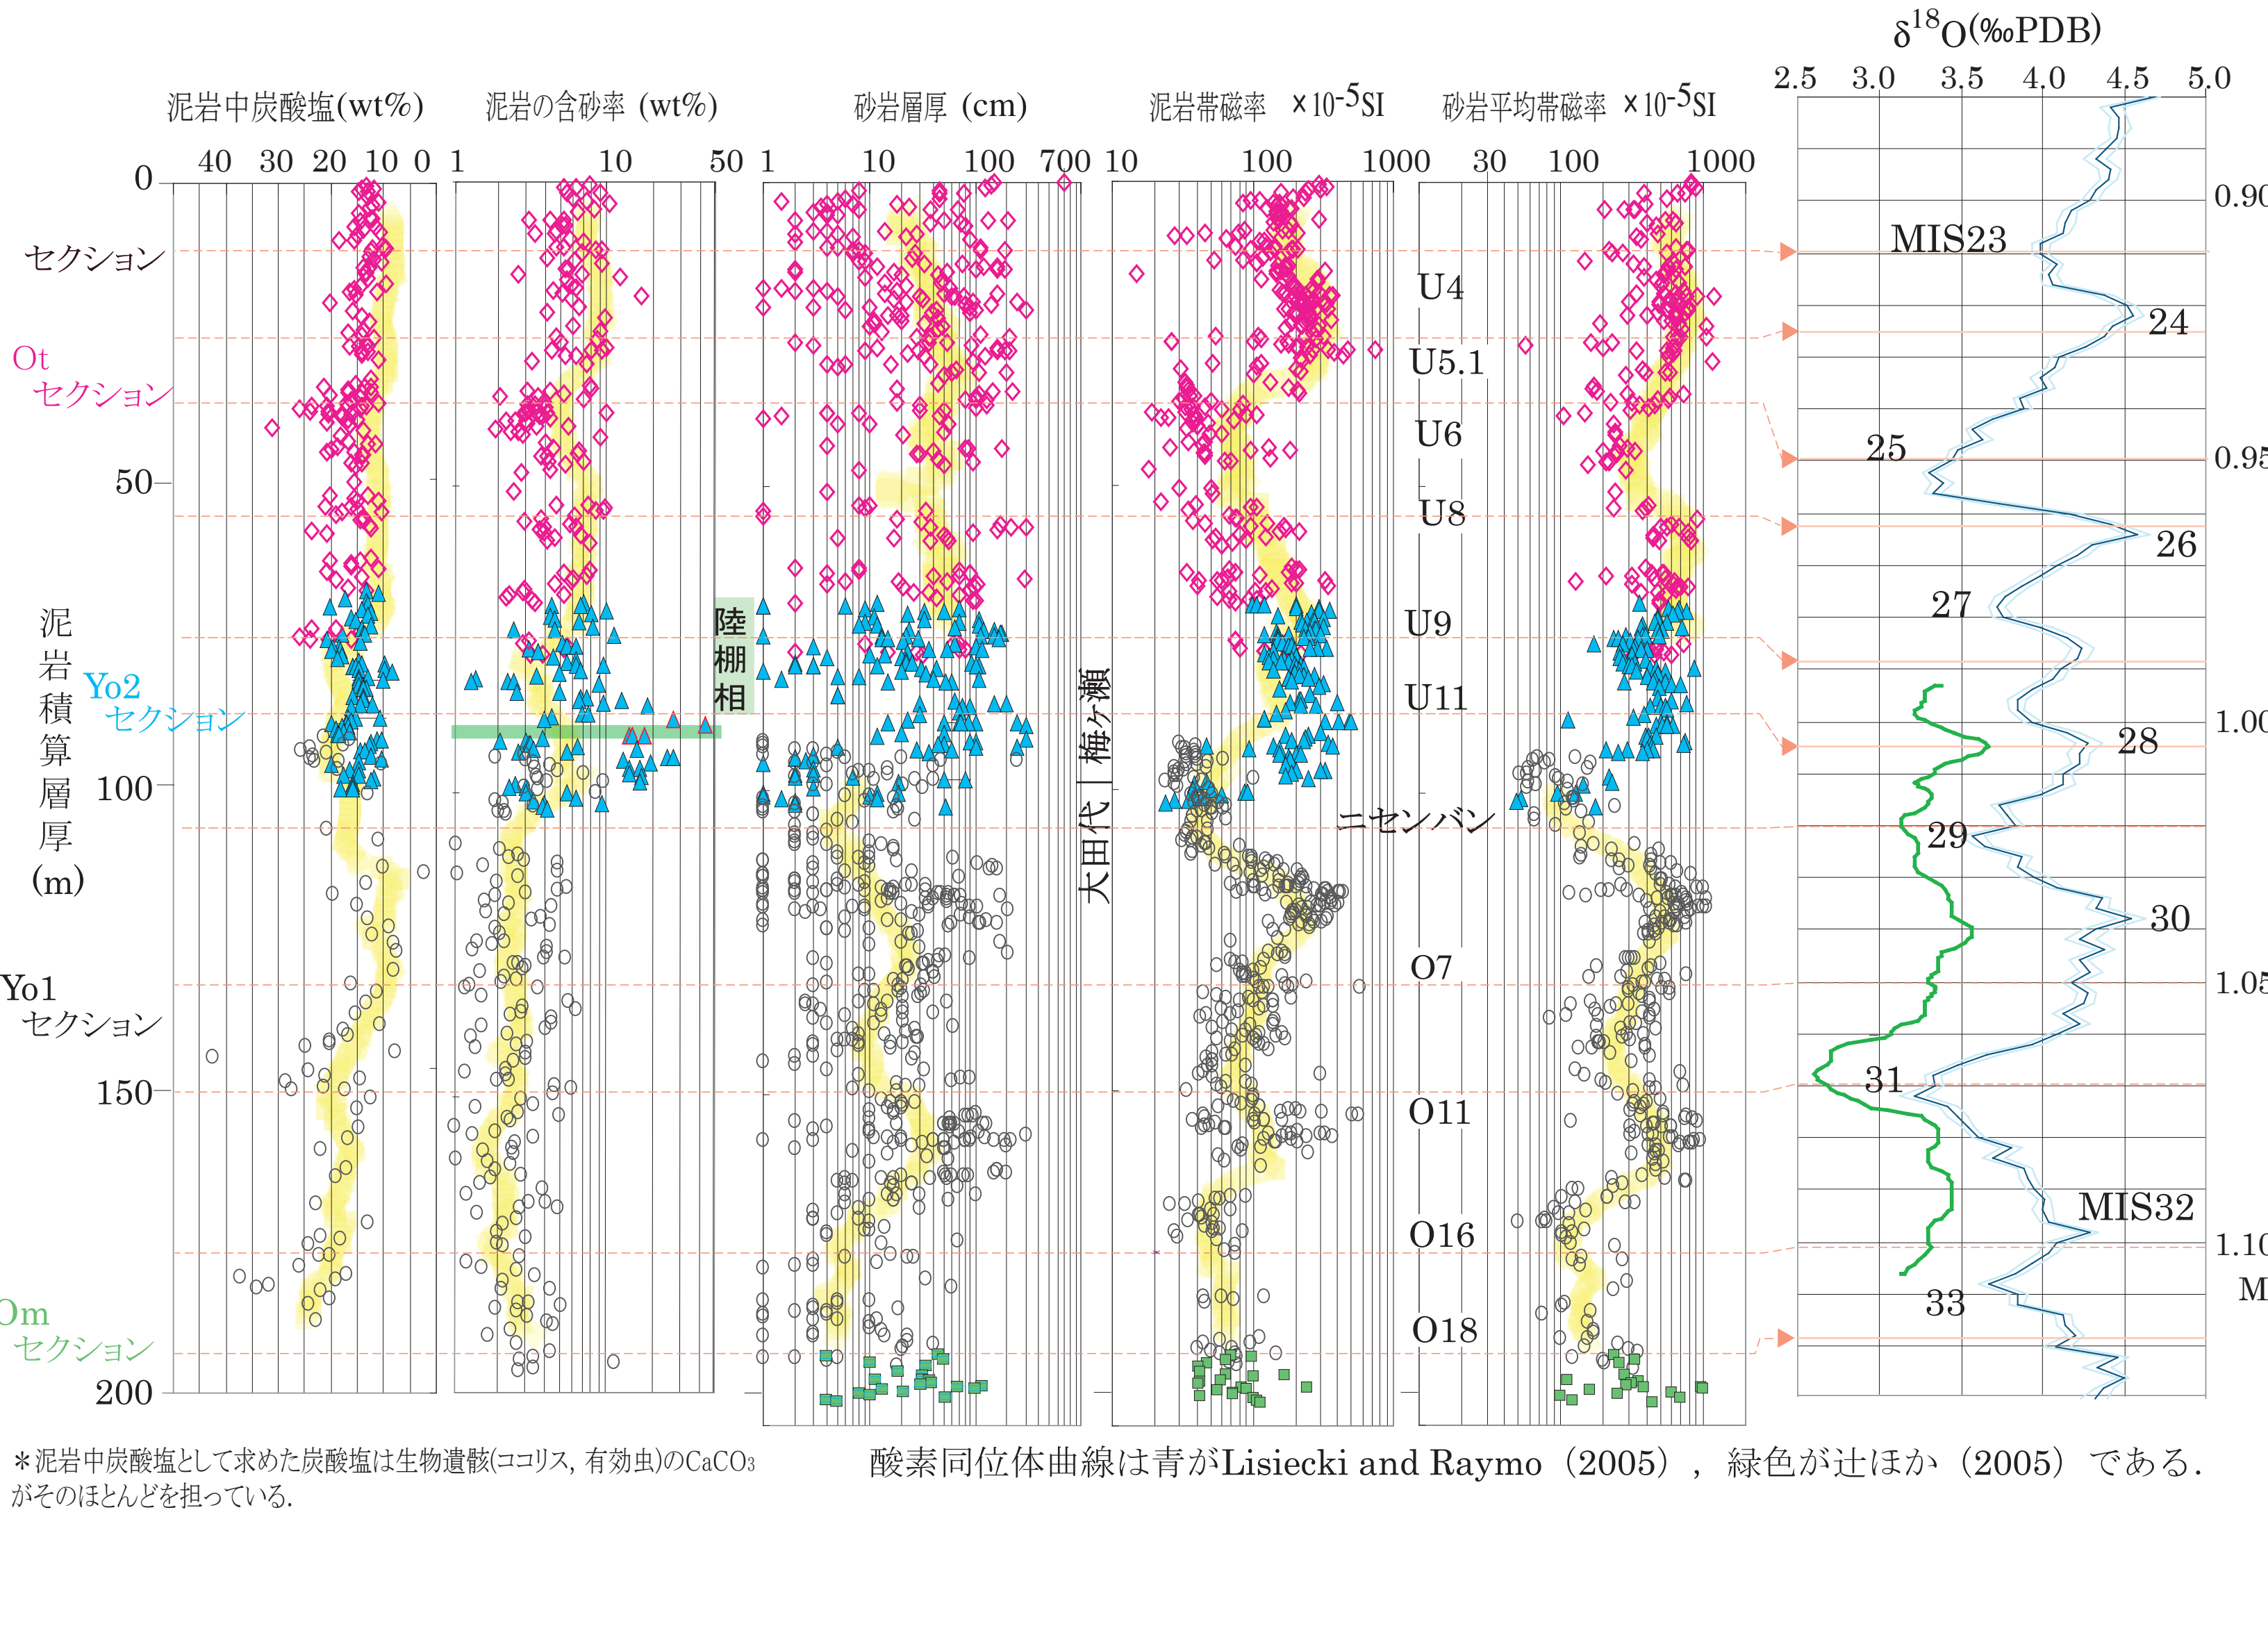 δ18O(‰PDB)
2.5 3.0 3.5 4.0 4.5 5.0
泥岩中炭酸塩(wt%) 泥岩の含砂率 (wt%) 砂岩層厚 (cm) 泥岩帯磁率 ×10-5SI 砂岩平均帯磁率 ×10-5SI
40 30 20 10 0 1 10 50 1 10 100 700 10 100 1000 30 100 1000
0
0.90
MIS23
セクション
U4
24
Ot
セクション
U5.1
U6
25
0.95
50
U8
26
27
陸棚相
U9
泥岩積算層厚(m)
Yo2
セクション
U11
大田代|梅ヶ瀬
1.00
28
100
ニセンバン
29
30
O7
Yo1
セクション
1.05
31
150
O11
MIS32
O16
1.10
M
33
Om
セクション
O18
200
*泥岩中炭酸塩として求めた炭酸塩は生物遺骸(ココリス, 有効虫)のCaCO3
がそのほとんどを担っている.
酸素同位体曲線は青がLisiecki and Raymo（2005）, 緑色が辻ほか（2005）である.